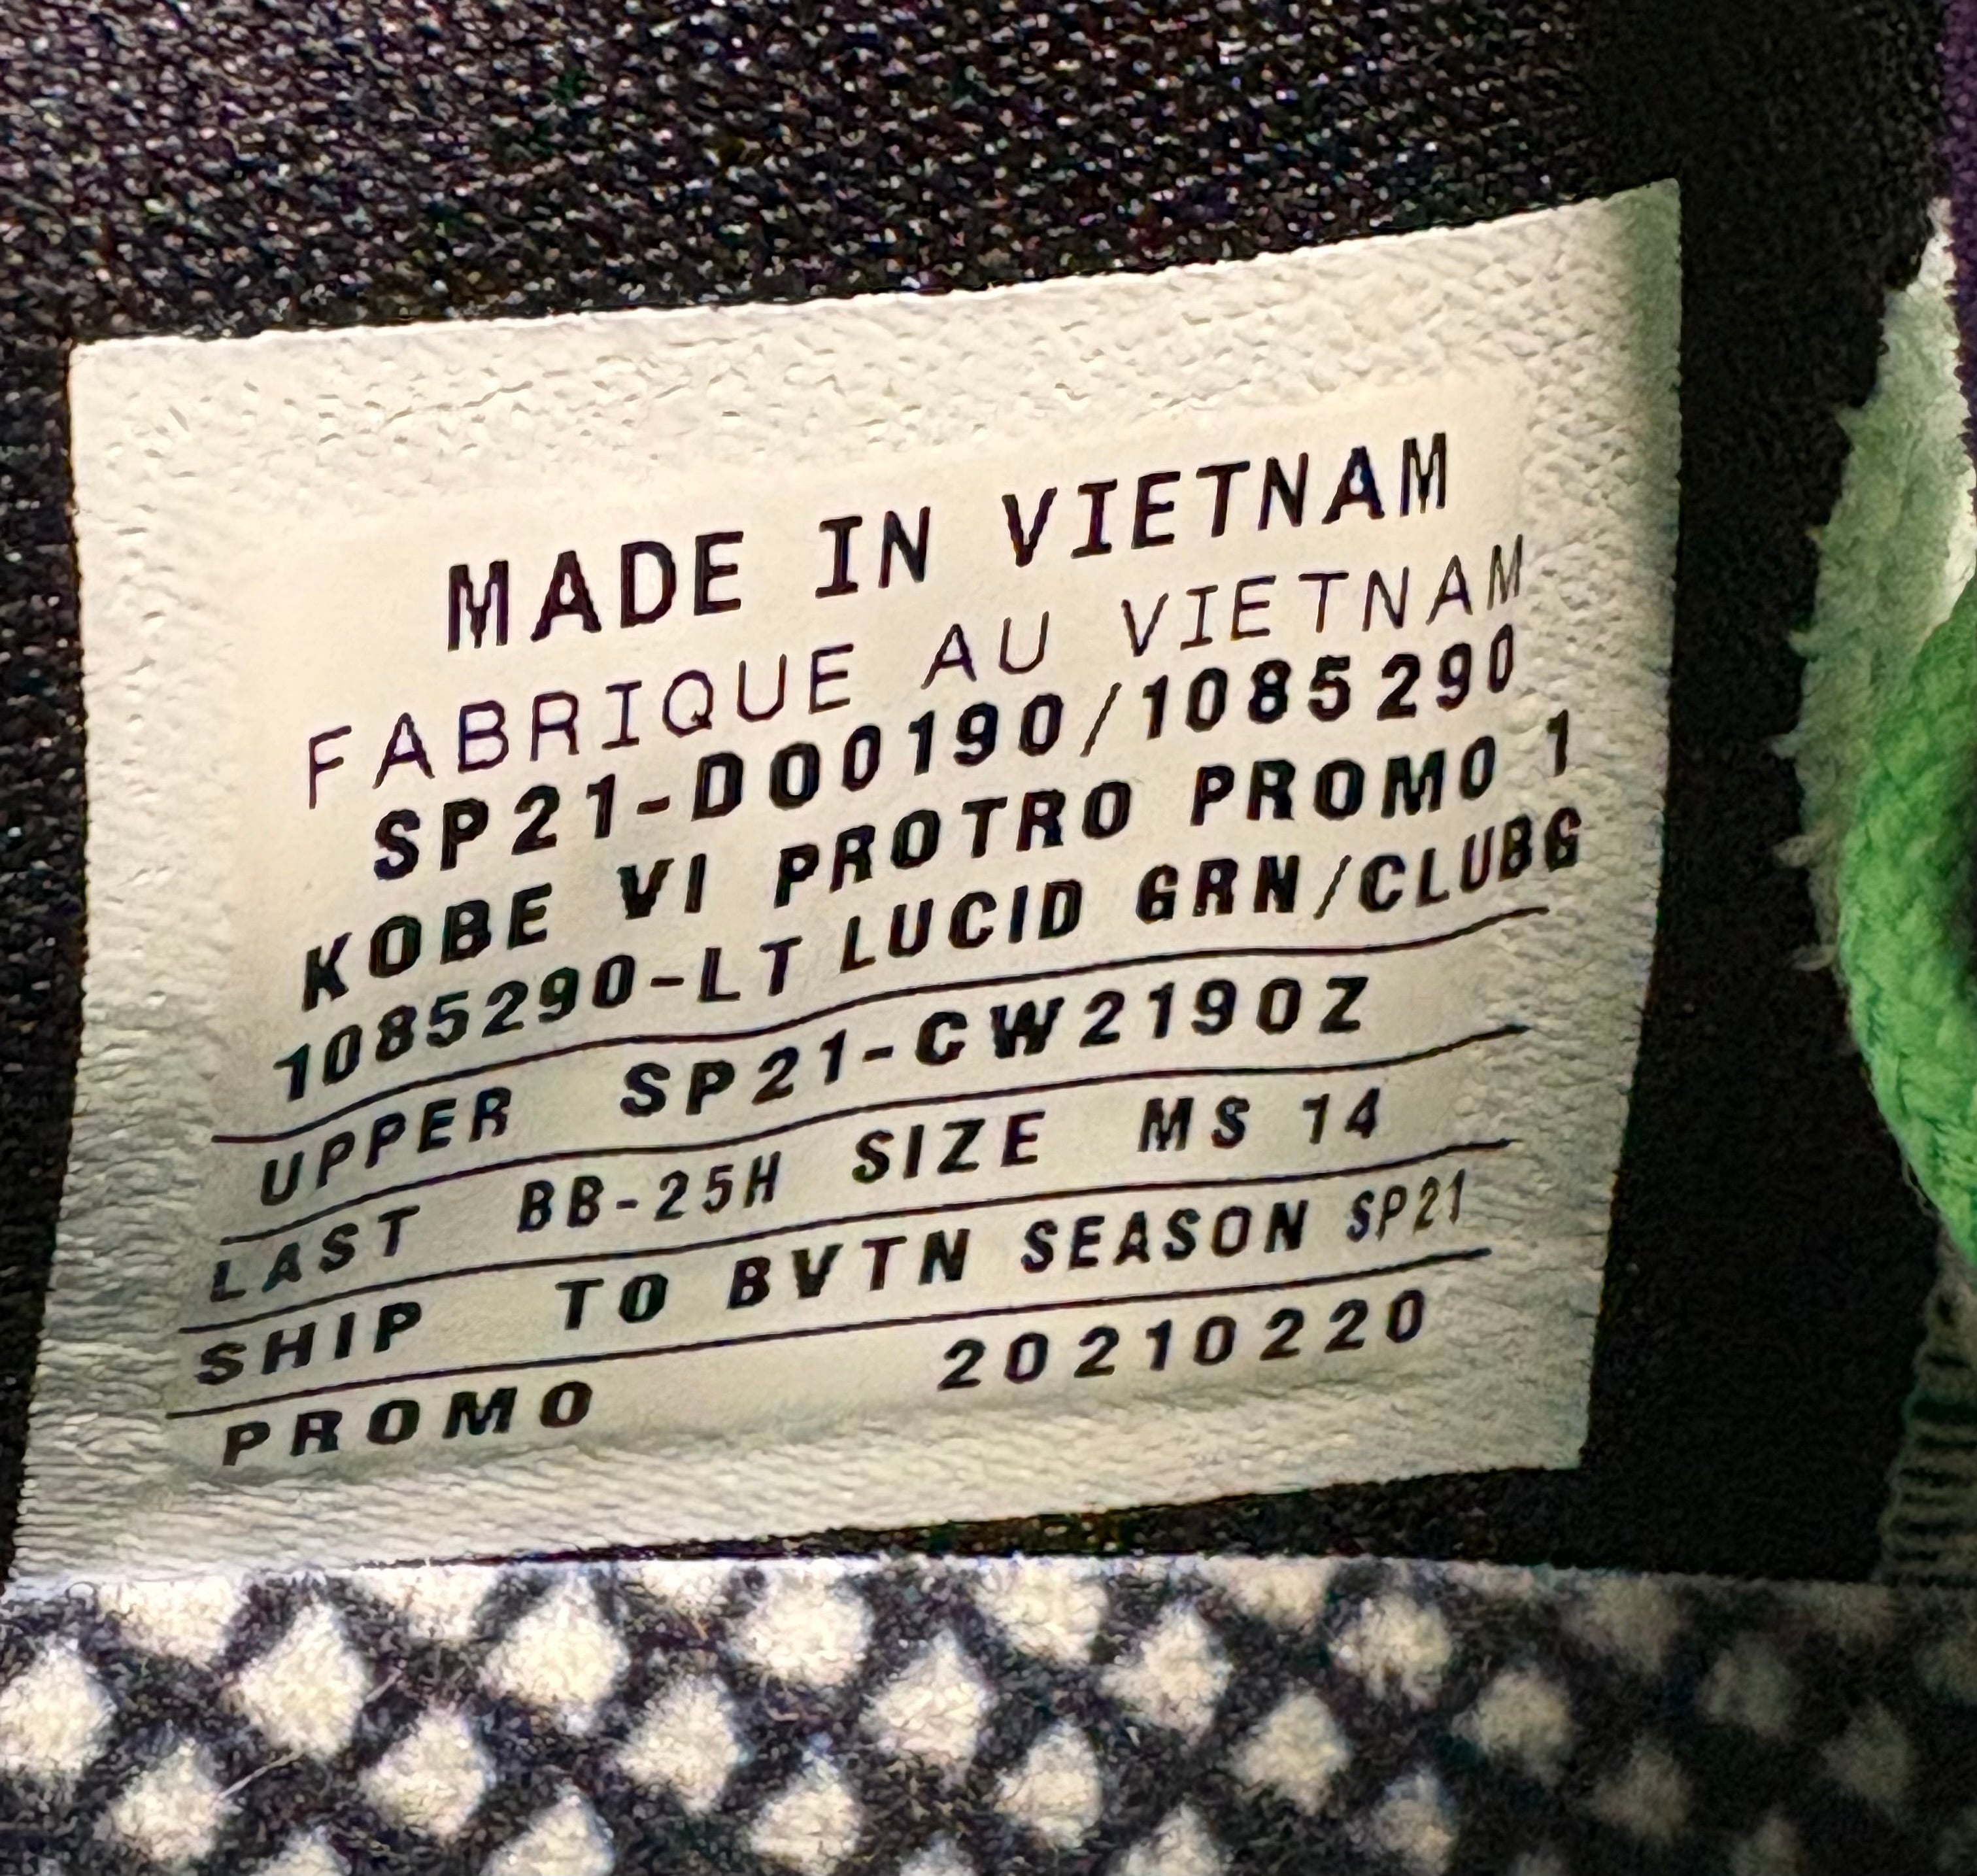 MADE IN VIETNAM
FABRIQUE AU VIETNAM
SP21-DO0190/1085290
KOBE VI PROTRO PROMO 1
1085290-LT LUCID GRN/CLUBG
UPPER SP21-CW2190Z
LAST BB-25H SIZE MS 14
SHIP TO BVTN SEASON SP21
PROMO 20210220